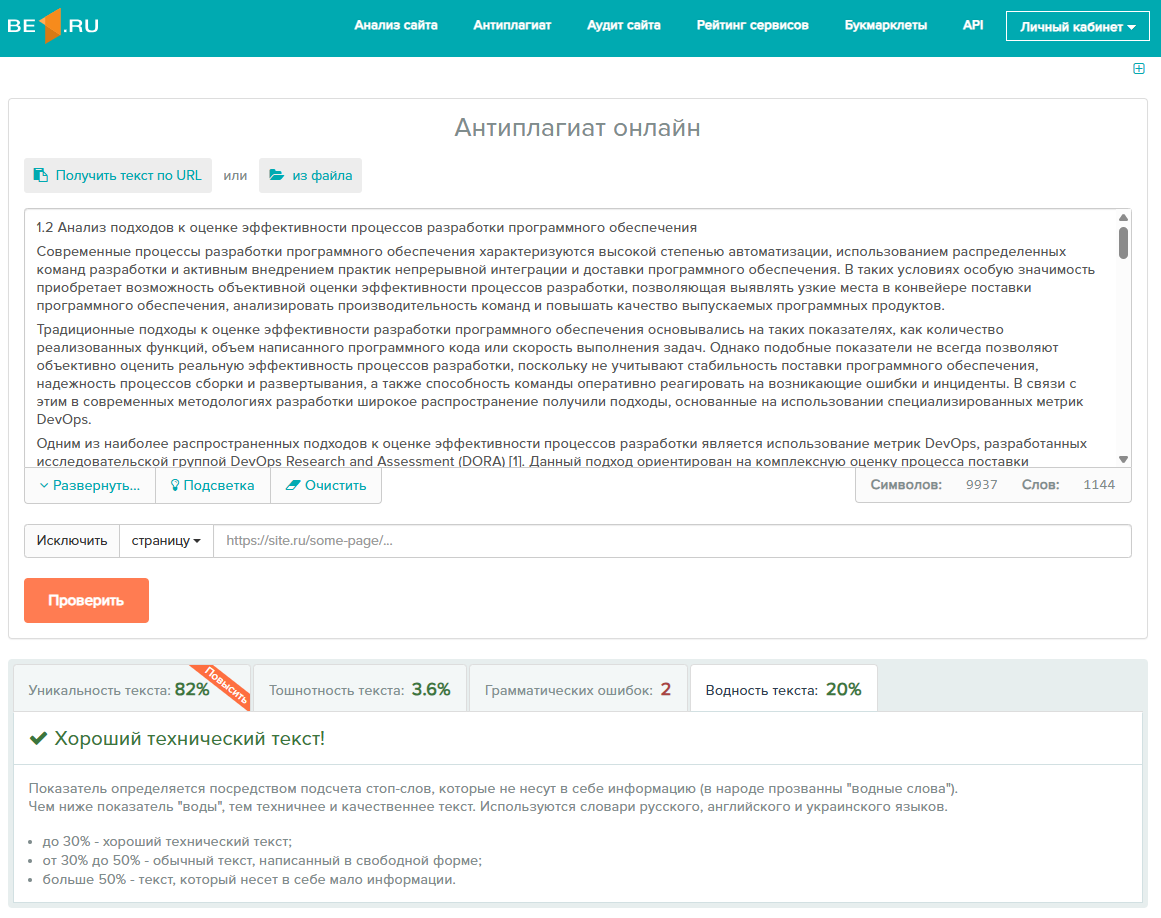 BE1.RU
Анализ сайта Антиплагиат Аудит сайта Рейтинг сервисов Букмарклеты API Личный кабинет
Антиплагиат онлайн
Получить текст по URL или из файла
1.2 Анализ подходов к оценке эффективности процессов разработки программного обеспечения
Современные процессы разработки программного обеспечения характеризуются высокой степенью автоматизации, использованием распределенных
команд разработки и активным внедрением практик непрерывной интеграции и доставки программного обеспечения. В таких условиях особую значимость
приобретает возможность объективной оценки эффективности процессов разработки, позволяющая выявлять узкие места в конвейере поставки
программного обеспечения, анализировать производительность команд и повышать качество выпускаемых программных продуктов.
Традиционные подходы к оценке эффективности разработки программного обеспечения основывались на таких показателях, как количество
реализованных функций, объем написанного программного кода или скорость выполнения задач. Однако подобные показатели не всегда позволяют
объективно оценить реальную эффективность процессов разработки, поскольку не учитывают стабильность поставки программного обеспечения,
надежность процессов сборки и развертывания, а также способность команды оперативно реагировать на возникающие ошибки и инциденты. В связи с
этим в современных методологиях разработки широкое распространение получили подходы, основанные на использовании специализированных метрик
DevOps.
Одним из наиболее распространенных подходов к оценке эффективности процессов разработки является использование метрик DevOps, разработанных
исследовательской группой DevOps Research and Assessment (DORA) [1]. Данный подход ориентирован на комплексную оценку процесса поставки
Развернуть... Подсветка Очистить Символов: 9937 Слов: 1144
Исключить страницу https://site.ru/some-page/...
Проверить
Уникальность текста: 82% Повысить Тошнотность текста: 3.6% Грамматических ошибок: 2 Водность текста: 20%
Хороший технический текст!
Показатель определяется посредством подсчета стоп-слов, которые не несут в себе информацию (в народе прозванны "водные слова").
Чем ниже показатель "воды", тем техничнее и качественнее текст. Используются словари русского, английского и украинского языков.
до 30% - хороший технический текст;
от 30% до 50% - обычный текст, написанный в свободной форме;
больше 50% - текст, который несет в себе мало информации.